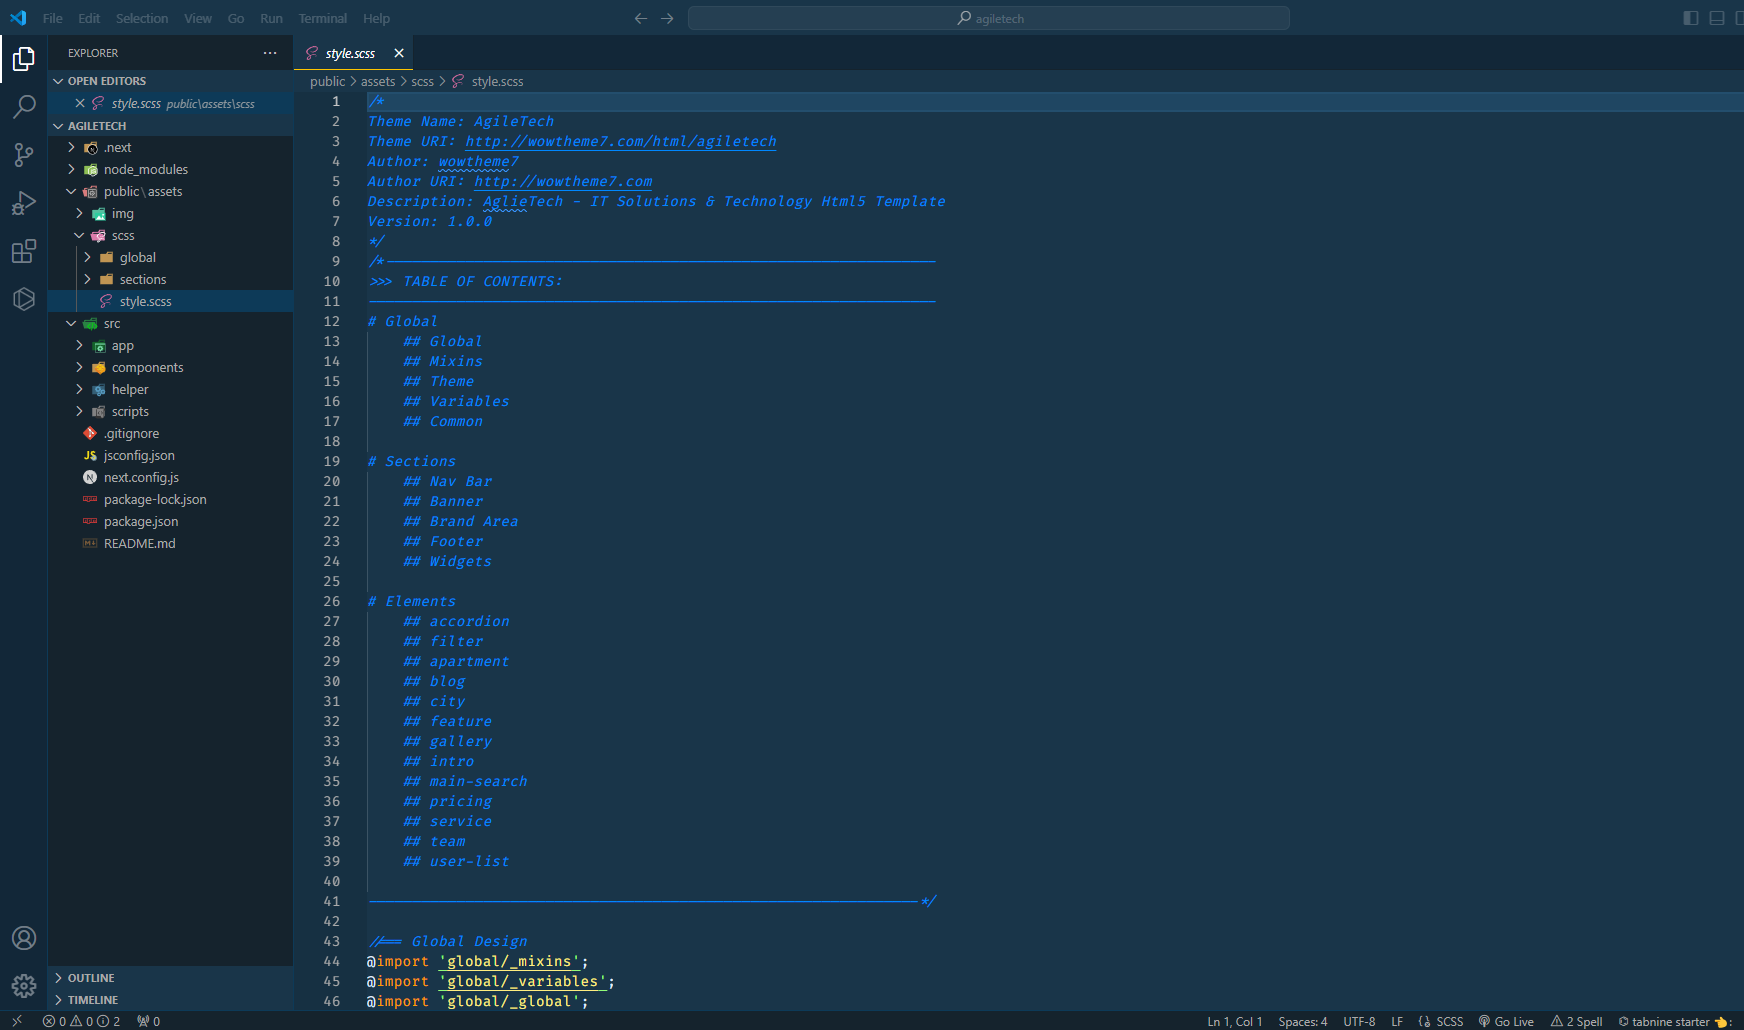 File Edit Selection View Go Run Terminal Help
agiletech
EXPLORER
style.scss
OPEN EDITORS
style.scss public\assets\scss
AGILETECH
.next
node_modules
public\assets
img
scss
global
sections
style.scss
src
app
components
helper
scripts
.gitignore
JS jsconfig.json
N next.config.js
package-lock.json
package.json
README.md
OUTLINE
TIMELINE
public > assets > scss > style.scss
1 /*
2 Theme Name: AgileTech
3 Theme URI: http://wowtheme7.com/html/agiletech
4 Author: wowtheme7
5 Author URI: http://wowtheme7.com
6 Description: AglieTech - IT Solutions & Technology Html5 Template
7 Version: 1.0.0
8 */
9 /*----------------------------------------------------------------
10 >>> TABLE OF CONTENTS:
11 ----------------------------------------------------------------
12 # Global
13 ## Global
14 ## Mixins
15 ## Theme
16 ## Variables
17 ## Common
18
19 # Sections
20 ## Nav Bar
21 ## Banner
22 ## Brand Area
23 ## Footer
24 ## Widgets
25
26 # Elements
27 ## accordion
28 ## filter
29 ## apartment
30 ## blog
31 ## city
32 ## feature
33 ## gallery
34 ## intro
35 ## main-search
36 ## pricing
37 ## service
38 ## team
39 ## user-list
40
41 --------------------------------------------------------------*/
42
43 //=== Global Design
44 @import 'global/_mixins';
45 @import 'global/_variables';
46 @import 'global/_global';
0 0 2 0
Ln 1, Col 1 Spaces: 4 UTF-8 LF {} SCSS Go Live 2 Spell tabnine starter